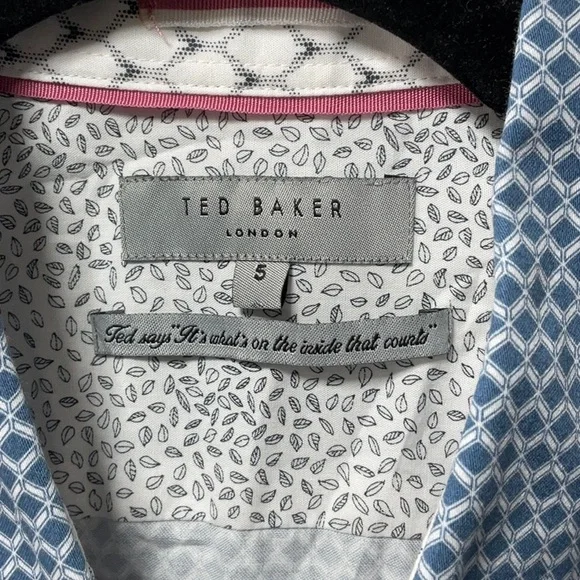 TED BAKER
LONDON
5
Ted says "It's what's on the inside that counts"